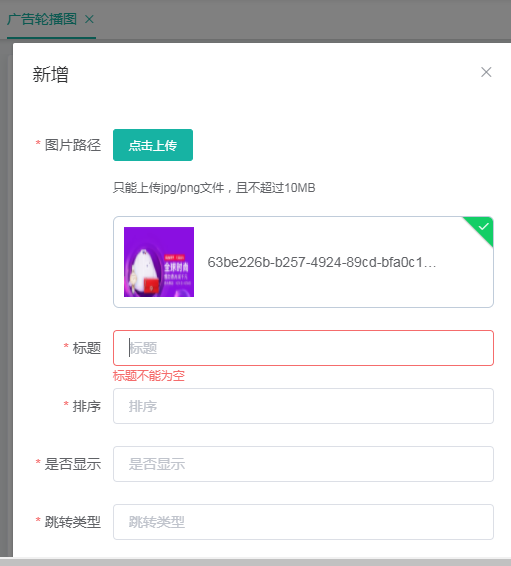 广告轮播图
新增
* 图片路径
点击上传
只能上传jpg/png文件，且不超过10MB
全球时尚
63be226b-b257-4924-89cd-bfa0c1...
* 标题
标题
标题不能为空
* 排序
排序
* 是否显示
是否显示
* 跳转类型
跳转类型